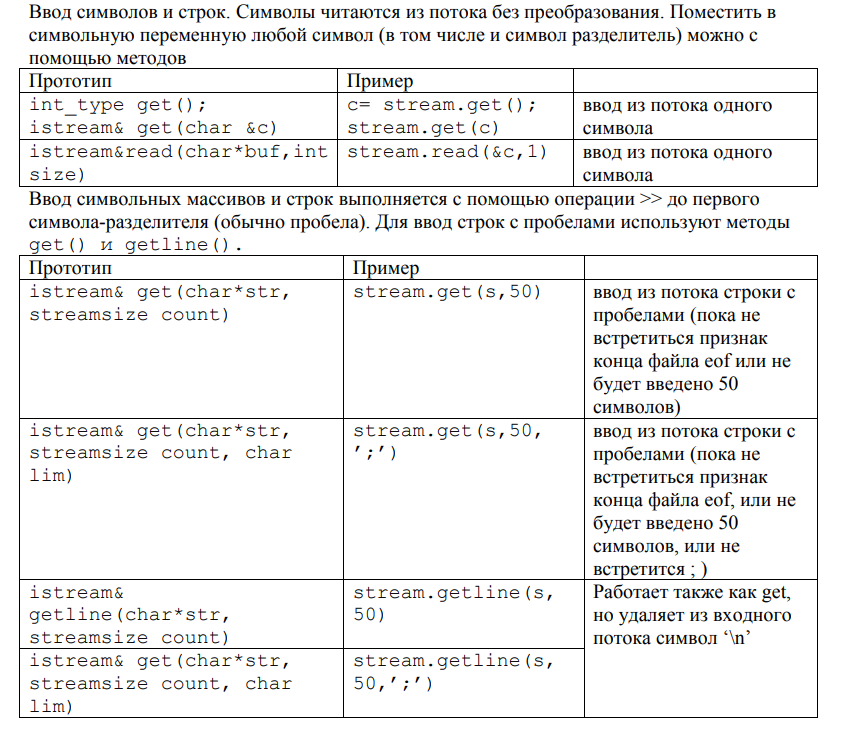 Ввод символов и строк. Символы читаются из потока без преобразования. Поместить в
символьную переменную любой символ (в том числе и символ разделитель) можно с
помощью методов
Прототип
Пример
int_type get();
istream& get(char &c)
c= stream.get();
stream.get(c)
ввод из потока одного
символа
istream&read(char*buf,int
size)
stream.read(&c,1)
ввод из потока одного
символа
Ввод символьных массивов и строк выполняется с помощью операции >> до первого
символа-разделителя (обычно пробела). Для ввод строк с пробелами используют методы
get() и getline().
Прототип
Пример
istream& get(char*str,
streamsize count)
stream.get(s,50)
ввод из потока строки с
пробелами (пока не
встретиться признак
конца файла eof или не
будет введено 50
символов)
istream& get(char*str,
streamsize count, char
lim)
stream.get(s,50,
’;’)
ввод из потока строки с
пробелами (пока не
встретиться признак
конца файла eof, или не
будет введено 50
символов, или не
встретится ; )
istream&
getline(char*str,
streamsize count)
stream.getline(s,
50)
Работает также как get,
но удаляет из входного
потока символ ‘\n’
istream& get(char*str,
streamsize count, char
lim)
stream.getline(s,
50,’;’)